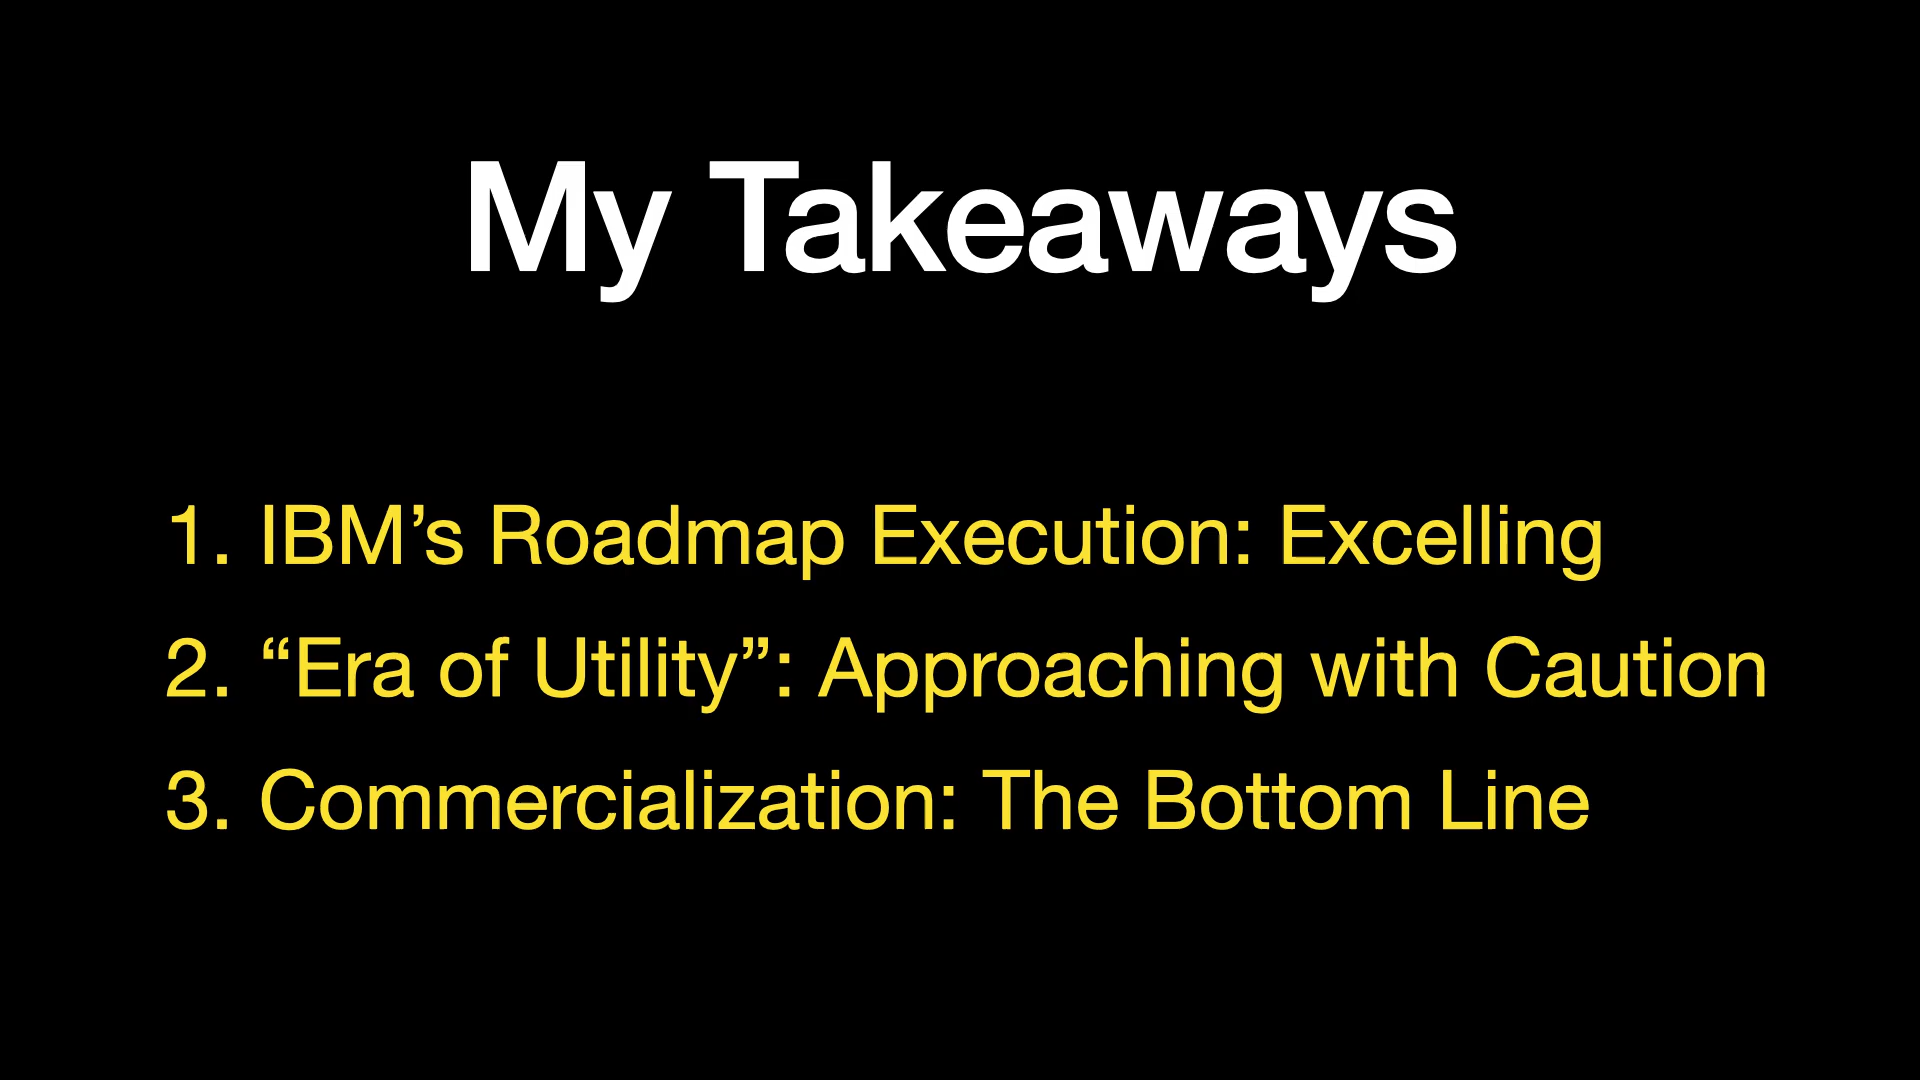 My Takeaways
1. IBM’s Roadmap Execution: Excelling
2. “Era of Utility”: Approaching with Caution
3. Commercialization: The Bottom Line